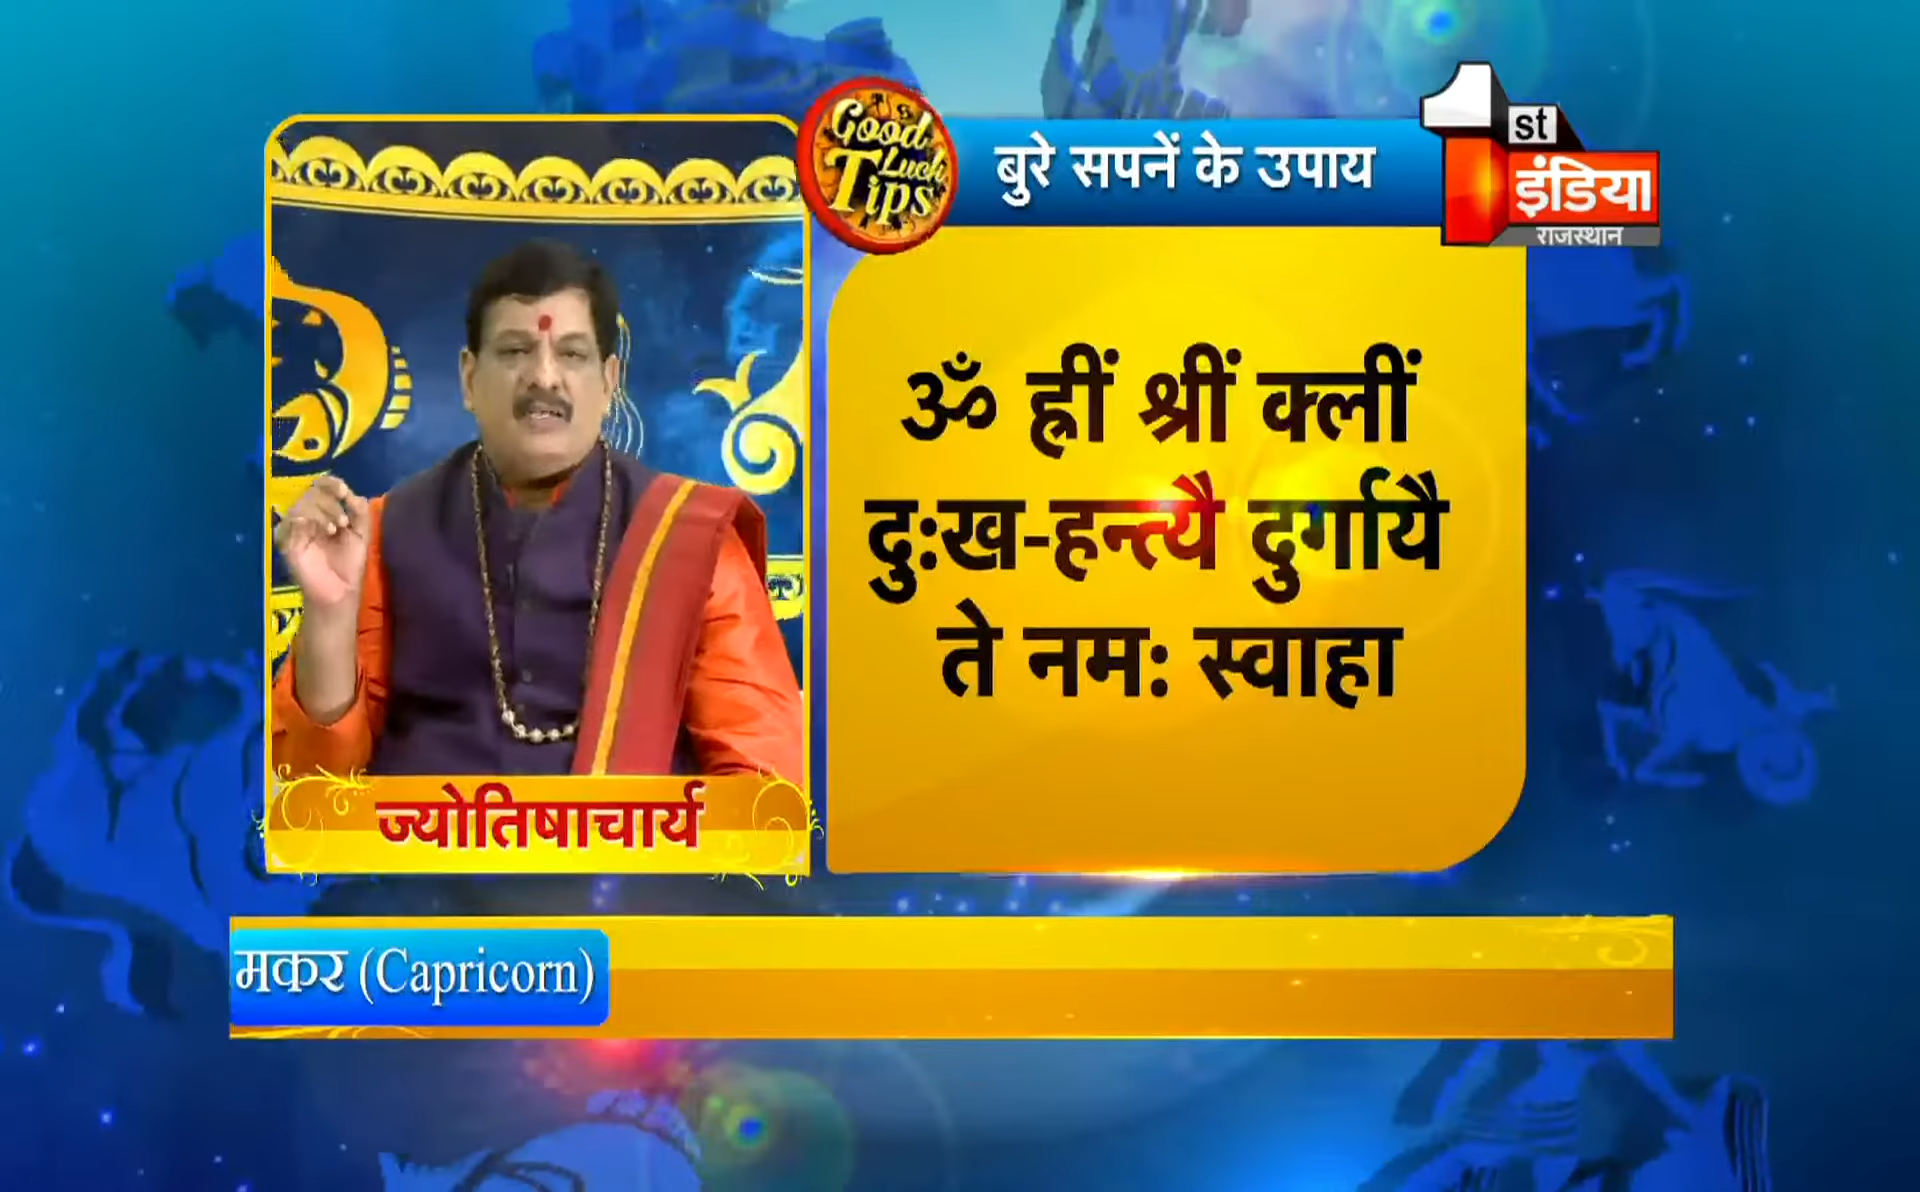 Good
Luck
Tips
बुरे सपनें के उपाय
1st
इंडिया
राजस्थान
ॐ ह्रीं श्रीं क्लीं
दु:ख-हन्त्यै दुर्गायै
ते नम: स्वाहा
ज्योतिषाचार्य
मकर (Capricorn)